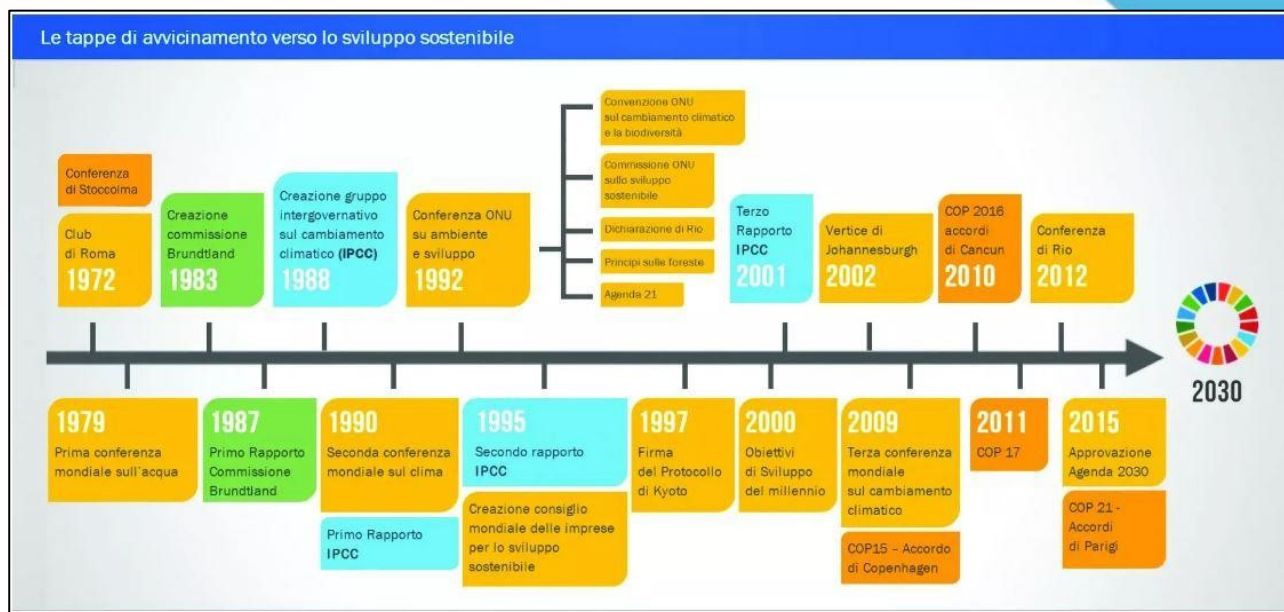 Le tappe di avvicinamento verso lo sviluppo sostenibile
Conferenza
di Stoccolma
Club
di Roma
1972
Creazione
commissione
Brundtland
1983
Creazione gruppo
intergovernativo
sul cambiamento
climatico (IPCC)
1988
Conferenza ONU
su ambiente
e sviluppo
1992
Convenzione ONU
sul cambiamento climatico
e la biodiversità
Commissione ONU
sullo sviluppo
sostenibile
Dichiarazione di Rio
Principi sulle foreste
Agenda 21
Terzo
Rapporto
IPCC
2001
Vertice di
Johannesburgh
2002
COP 2016
accordi
di Cancun
2010
Conferenza
di Rio
2012
2030
1979
Prima conferenza
mondiale sull'acqua
1987
Primo Rapporto
Commissione
Brundtland
1990
Seconda conferenza
mondiale sul clima
Primo Rapporto
IPCC
1995
Secondo rapporto
IPCC
Creazione consiglio
mondiale delle imprese
per lo sviluppo
sostenibile
1997
Firma
del Protocollo
di Kyoto
2000
Obiettivi
di Sviluppo
del millennio
2009
Terza conferenza
mondiale
sul cambiamento
climatico
COP15 – Accordo
di Copenhagen
2011
COP 17
2015
Approvazione
Agenda 2030
COP 21 -
Accordi
di Parigi